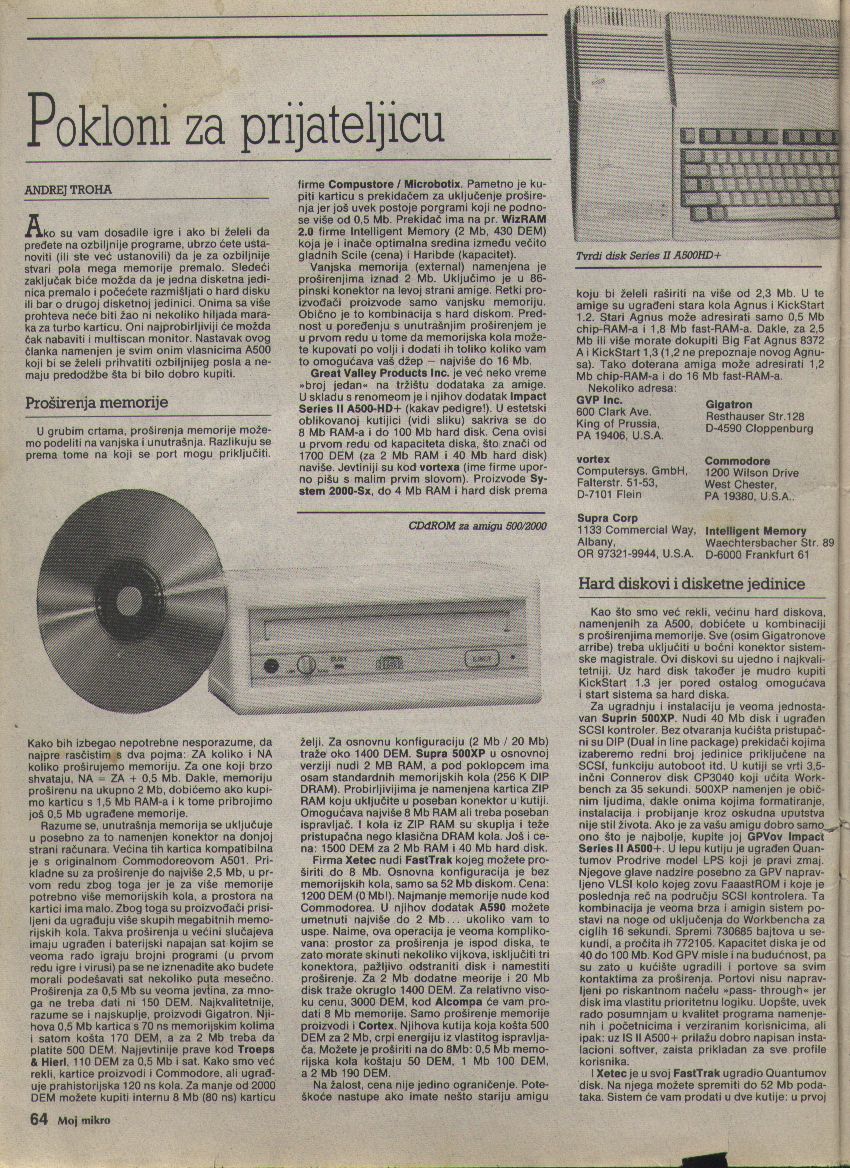 Pokloni za prijateljicu
ANDREJ TROHA
Ako su vam dosadile igre i ako bi želeli da
pređete na ozbiljnije programe, ubrzo ćete usta-
noviti (ili ste već ustanovili) da je za ozbiljnije
stvari pola mega memorije premalo. Sledeći
zaključak biće možda da je jedna disketna jedi-
nica premalo i počećete razmišljati o hard disku
ili bar o drugoj disketnoj jedinici. Onima sa više
prohteva neće biti žao ni nekoliko hiljada mara-
ka za turbo karticu. Oni najprobirljiviji će možda
čak nabaviti i multiscan monitor. Nastavak ovog
članka namenjen je svim onim vlasnicima A500
koji bi se želeli prihvatiti ozbiljnijeg posla a ne-
maju predodžbe šta bi bilo dobro kupiti.
Proširenja memorije
U grubim crtama, proširenja memorije može-
mo podeliti na vanjska i unutrašnja. Razlikuju se
prema tome na koji se port mogu priključiti.
Kako bih izbegao nepotrebne nesporazume, da
najpre rasčistim s dva pojma: ZA koliko i NA
koliko proširujemo memoriju. Za one koji brzo
shvataju, NA = ZA + 0,5 Mb. Dakle, memoriju
proširenu na ukupno 2 Mb, dobićemo ako kupi-
mo karticu s 1,5 Mb RAM-a i k tome pribrojimo
još 0,5 Mb ugrađene memorije.
Razume se, unutrašnja memorija se uključuje
u posebno za to namenjen konektor na donjoj
strani računara. Većina tih kartica kompatibilna
je s originalnom Commodoreovom A501. Pri-
kladne su za proširenje do najviše 2,5 Mb, u pr-
vom redu zbog toga jer je za više memorije
potrebno više memorijskih kola, a prostora na
kartici ima malo. Zbog toga su proizvođači prisi-
ljeni da ugrađuju više skupih megabitnih memo-
rijskih kola. Takva proširenja u većini slučajeva
imaju ugrađen i baterijski napajan sat kojim se
veoma rado igraju brojni programi (u prvom
redu igre i virusi) pa se ne iznenadite ako budete
morali podešavati sat nekoliko puta mesečno.
Proširenja za 0,5 Mb su veoma jevtina, za mno-
ga ne treba dati ni 150 DEM. Najkvalitetnije,
razume se i najskuplje, proizvodi Gigatron. Nji-
hova 0,5 Mb kartica s 70 ns memorijskim kolima
i satom košta 170 DEM, a za 2 Mb treba da
platite 500 DEM. Najjevtinije prave kod Troeps
& Hierl, 110 DEM za 0,5 Mb i sat. Kako smo već
rekli, kartice proizvodi i Commodore, ali ugrađ-
uje prahistorijska 120 ns kola. Za manje od 2000
DEM možete kupiti internu 8 Mb (80 ns) karticu
firme Compustore / Microbotix. Pametno je ku-
piti karticu s prekidačem za uključenje prošire-
nja jer još uvek postoje porgrami koji ne podno-
se više od 0,5 Mb. Prekidač ima na pr. WizRAM
2.0 firme Intelligent Memory (2 Mb, 430 DEM)
koja je i inače optimalna sredina između večito
gladnih Scile (cena) i Haribde (kapacitet).
Vanjska memorija (external) namenjena je
proširenjima iznad 2 Mb. Uključimo je u 86-
pinski konektor na levoj strani amige. Retki pro-
izvođači proizvode samo vanjsku memoriju.
Obično je to kombinacija s hard diskom. Pred-
nost u poređenju s unutrašnjim proširenjem je
u prvom redu u tome da memorijska kola može-
te kupovati po volji i dodati ih toliko koliko vam
to omogućava vaš džep – najviše do 16 Mb.
Great Valley Products Inc. je već neko vreme
»broj jedan« na tržištu dodataka za amige.
U skladu s renomeom je i njihov dodatak Impact
Series II A500-HD+ (kakav pedigre!). U estetski
oblikovanoj kutijici (vidi sliku) sakriva se do
8 Mb RAM-a i do 100 Mb hard disk. Cena ovisi
u prvom redu od kapaciteta diska, što znači od
1700 DEM (za 2 Mb RAM i 40 Mb hard disk)
naviše. Jevtiniji su kod vortexa (ime firme upor-
no pišu s malim prvim slovom). Proizvode Sy-
stem 2000-Sx, do 4 Mb RAM i hard disk prema
CDdROM za amigu 500/2000
BUSY
EJECT
želji. Za osnovnu konfiguraciju (2 Mb / 20 Mb)
traže oko 1400 DEM. Supra 500XP u osnovnoj
verziji nudi 2 MB RAM, a pod poklopcem ima
osam standardnih memorijskih kola (256 K DIP
DRAM). Probirljivijima je namenjena kartica ZIP
RAM koju uključite u poseban konektor u kutiji.
Omogućava najviše 8 Mb RAM ali treba poseban
ispravljač. I kola iz ZIP RAM su skuplja i teže
pristupačna nego klasična DRAM kola. Još i ce-
na: 1500 DEM za 2 Mb RAM i 40 Mb hard disk.
Firma Xetec nudi FastTrak kojeg možete pro-
širiti do 8 Mb. Osnovna konfiguracija je bez
memorijskih kola, samo sa 52 Mb diskom. Cena:
1200 DEM (0 Mb!). Najmanje memorije nude kod
Commodorea. U njihov dodatak A590 možete
umetnuti najviše do 2 Mb... ukoliko vam to
uspe. Naime, ova operacija je veoma kompliko-
vana: prostor za proširenja je ispod diska, te
zato morate skinuti nekoliko vijkova, isključiti tri
konektora, pažljivo odstraniti disk i namestiti
proširenje. Za 2 Mb dodatne memorije i 20 Mb
disk traže okruglo 1400 DEM. Za relativno viso-
ku cenu, 3000 DEM, kod Alcompa će vam pro-
dati 8 Mb memorije. Samo proširenje memorije
proizvodi i Cortex. Njihova kutija koja košta 500
DEM za 2 Mb, crpi energiju iz vlastitog ispravlja-
ča. Možete je proširiti na do 8Mb: 0,5 Mb memo-
rijska kola koštaju 50 DEM, 1 Mb 100 DEM,
a 2 Mb 190 DEM.
Na žalost, cena nije jedino ograničenje. Pote-
škoće nastupe ako imate nešto stariju amigu
Tvrdi disk Series II A500HD+
koju bi želeli raširiti na više od 2,3 Mb. U te
amige su ugrađeni stara kola Agnus i KickStart
1.2. Stari Agnus može adresirati samo 0,5 Mb
chip-RAM-a i 1,8 Mb fast-RAM-a. Dakle, za 2,5
Mb ili više morate dokupiti Big Fat Agnus 8372
A i KickStart 1,3 (1,2 ne prepoznaje novog Agnu-
sa). Tako doterana amiga može adresirati 1,2
Mb chip-RAM-a i do 16 Mb fast-RAM-a.
Nekoliko adresa:
GVP Inc.
600 Clark Ave.
King of Prussia,
PA 19406, U.S.A.
Gigatron
Resthauser Str.128
D-4590 Cloppenburg
vortex
Computersys. GmbH,
Falterstr. 51-53,
D-7101 Flein
Commodore
1200 Wilson Drive
West Chester,
PA 19380, U.S.A..
Supra Corp
1133 Commercial Way,
Albany,
OR 97321-9944, U.S.A.
Intelligent Memory
Waechtersbacher Str. 89
D-6000 Frankfurt 61
Hard diskovi i disketne jedinice
Kao što smo već rekli, većinu hard diskova,
namenjenih za A500, dobićete u kombinaciji
s proširenjima memorije. Sve (osim Gigatronove
arribe) treba uključiti u bočni konektor sistem-
ske magistrale. Ovi diskovi su ujedno i najkvali-
tetniji. Uz hard disk također je mudro kupiti
KickStart 1.3 jer pored ostalog omogućava
i start sistema sa hard diska.
Za ugradnju i instalaciju je veoma jednosta-
van Suprin 500XP. Nudi 40 Mb disk i ugrađen
SCSI kontroler. Bez otvaranja kućišta pristupač-
ni su DIP (Dual in line package) prekidači kojima
izaberemo redni broj jedinice priključene na
SCSI, funkciju autoboot itd. U kutiji se vrti 3,5-
inčni Connerov disk CP3040 koji učita Work-
bench za 35 sekundi. 500XP namenjen je obič-
nim ljudima, dakle onima kojima formatiranje,
instalacija i probijanje kroz oskudna uputstva
nije stil života. Ako je za vašu amigu dobro samo
ono što je najbolje, kupite joj GPVov Impact
Series II A500+. U lepu kutiju je ugrađen Quan-
tumov Prodrive model LPS koji je pravi zmaj.
Njegove glave nadzire posebno za GPV naprav-
ljeno VLSI kolo kojeg zovu FaaastROM i koje je
poslednja reč na području SCSI kontrolera. Ta
kombinacija je veoma brza i amigin sistem po-
stavi na noge od uključenja do Workbencha za
ciglih 16 sekundi. Spremi 730685 bajtova u se-
kundi, a pročita ih 772105. Kapacitet diska je od
40 do 100 Mb. Kod GPV misle i na budućnost, pa
su zato u kućište ugradili i portove sa svim
kontaktima za proširenja. Portovi nisu naprav-
ljeni po riskantnom načelu »pass- through« jer
disk ima vlastitu prioritetnu logiku. Uopšte, uvek
rado posumnjam u kvalitet programa namenje-
nih i početnicima i verziranim korisnicima, ali
ipak: uz IS II A500+ prilažu dobro napisan insta-
lacioni softver, zaista prikladan za sve profile
korisnika.
I Xetec je u svoj FastTrak ugradio Quantumov
disk. Na njega možete spremiti do 52 Mb poda-
taka. Sistem će vam prodati u dve kutije: u prvoj
64 Moj mikro